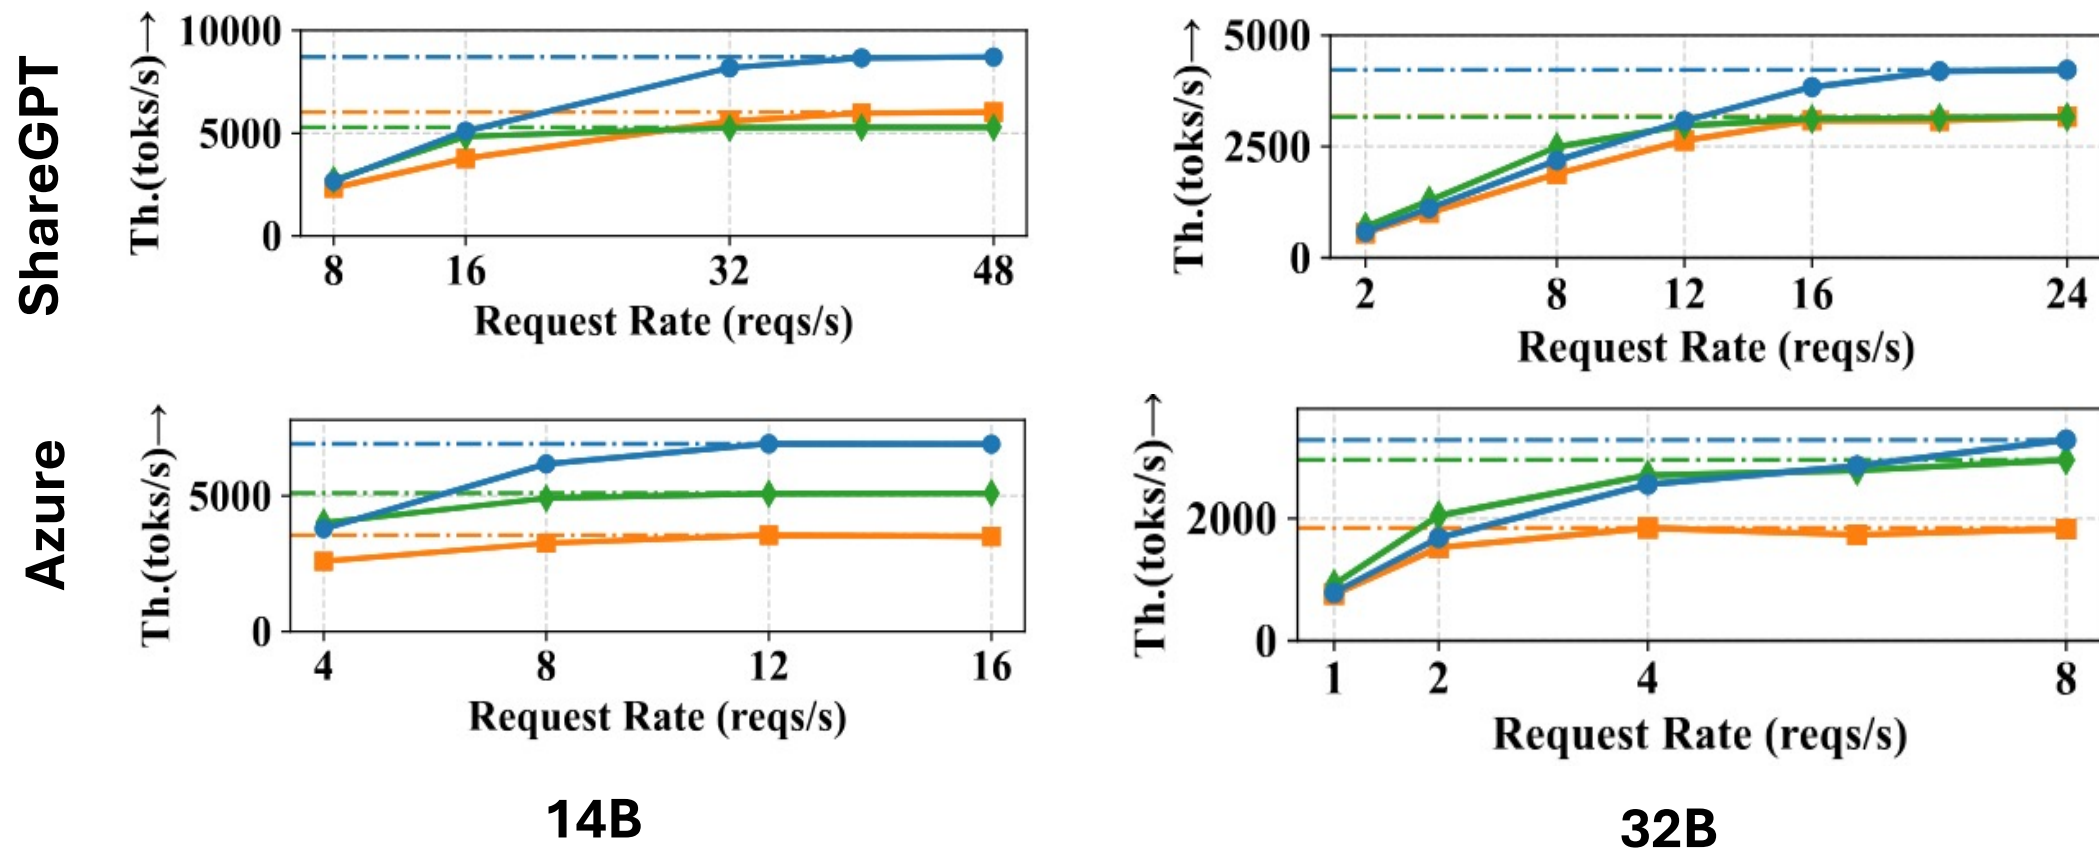 ShareGPT
Th.(toks/s)→
10000
5000
0
8 16 32 48
Request Rate (reqs/s)
Th.(toks/s)→
5000
2500
0
2 8 12 16 24
Request Rate (reqs/s)
Azure
Th.(toks/s)→
5000
0
4 8 12 16
Request Rate (reqs/s)
Th.(toks/s)→
2000
0
1 2 4 8
Request Rate (reqs/s)
14B
32B